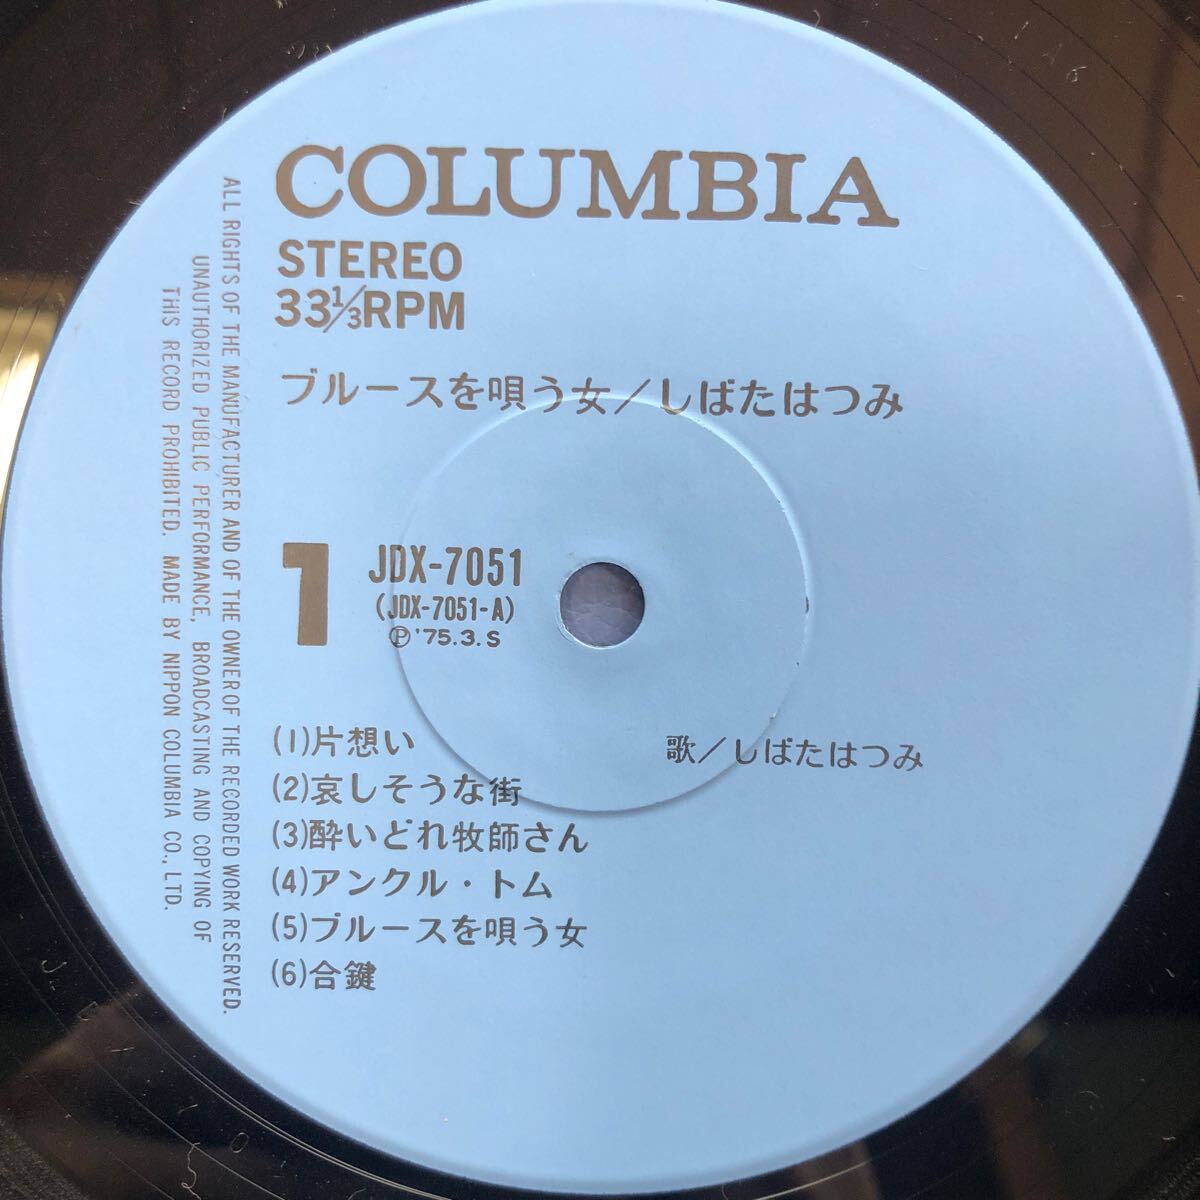 COLUMBIA
STEREO
33 1/3 RPM
ブルースを唄う女／しばたはつみ
1
JDX-7051
(JDX-7051-A)
Ⓟ'75.3.S
(1)片想い
歌／しばたはつみ
(2)哀しそうな街
(3)酔いどれ牧師さん
(4)アンクル・トム
(5)ブルースを唄う女
(6)合鍵
ALL RIGHTS OF THE MANUFACTURER AND OF THE OWNER OF THE RECORDED WORK RESERVED.
UNAUTHORIZED PUBLIC PERFORMANCE, BROADCASTING AND COPYING OF
THIS RECORD PROHIBITED. MADE BY NIPPON COLUMBIA CO., LTD.